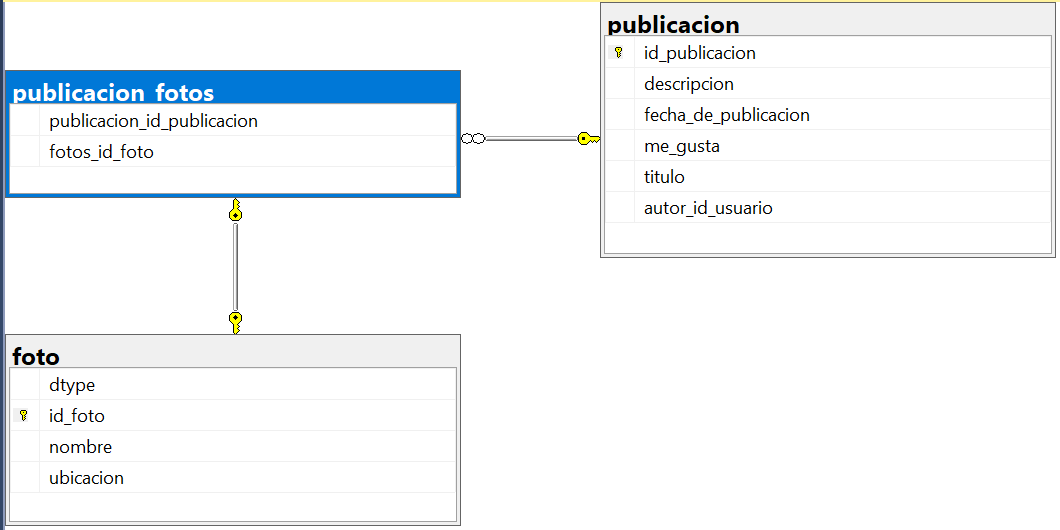 publicacion_fotos
publicacion_id_publicacion
fotos_id_foto
publicacion
id_publicacion
descripcion
fecha_de_publicacion
me_gusta
titulo
autor_id_usuario
foto
dtype
id_foto
nombre
ubicacion